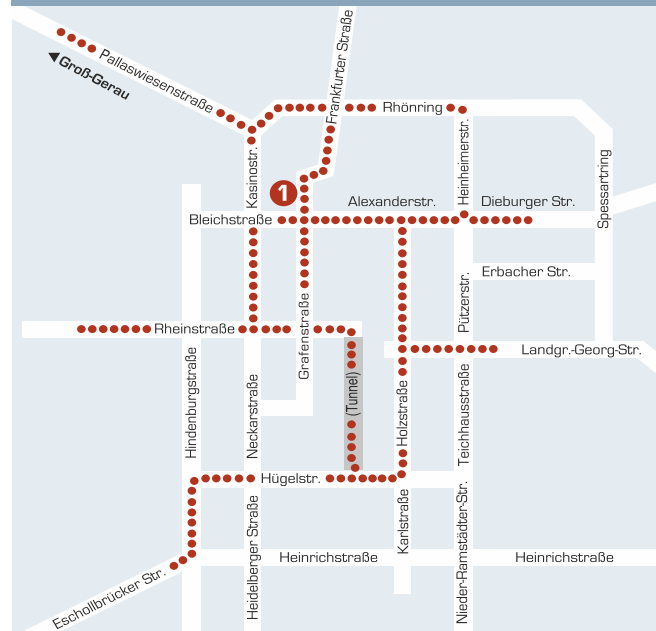 Pallaswiesenstraße
Groß-Gerau
Frankfurter Straße
Rhönring
Kasinostr.
Heinheimerstr.
Spessartring
1
Alexanderstr.
Dieburger Str.
Bleichstraße
Erbacher Str.
Pützerstr.
Rheinstraße
Grafenstraße
Landgr.-Georg-Str.
Hindenburgstraße
Neckarstraße
(Tunnel)
Holzstraße
Teichhausstraße
Hügelstr.
Heidelberger Straße
Karlstraße
Nieder-Ramstädter-Str.
Heinrichstraße
Heinrichstraße
Eschollbrücker Str.